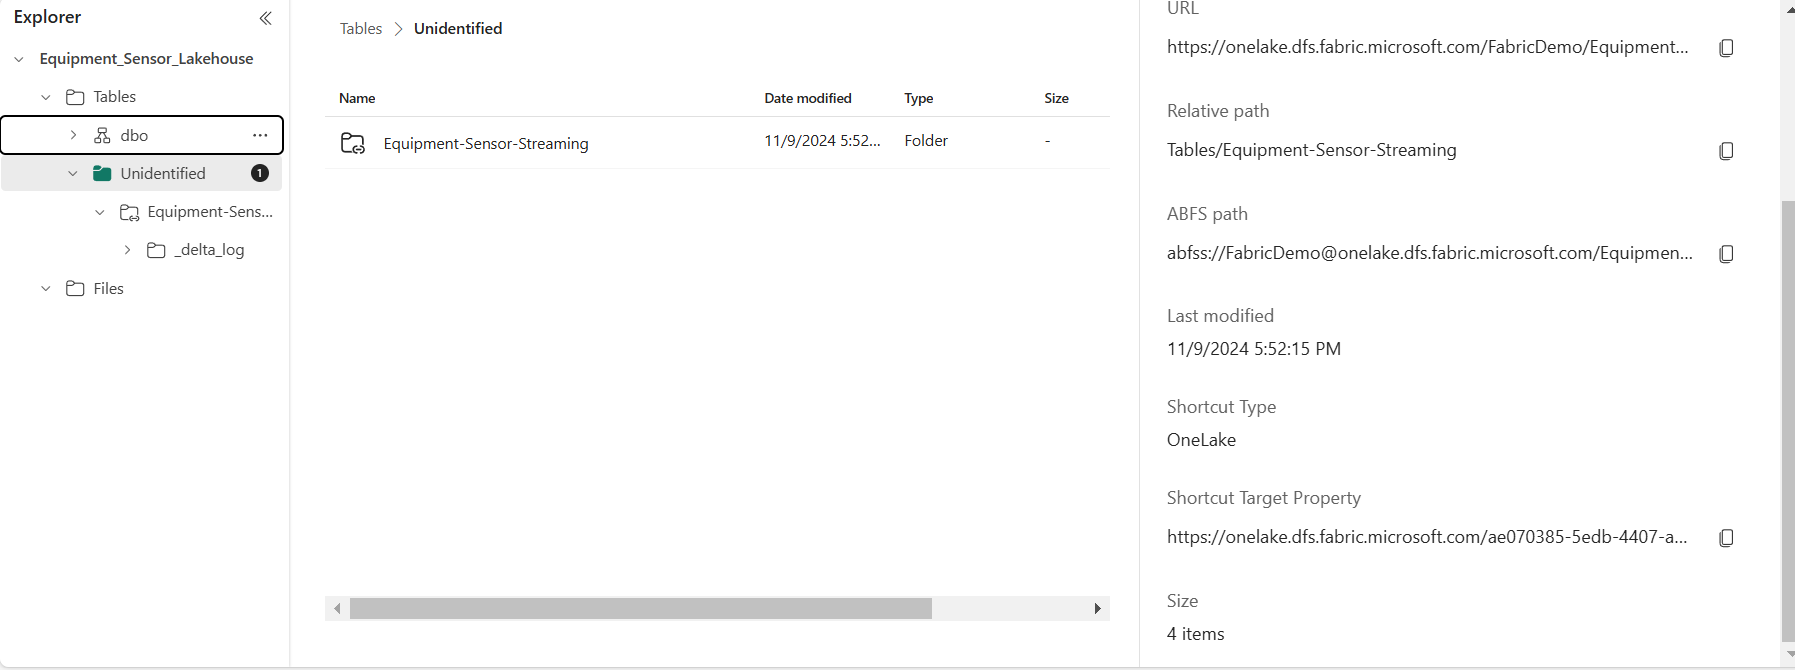 Explorer
Equipment_Sensor_Lakehouse
Tables
dbo
...
Unidentified
1
Equipment-Sens...
_delta_log
Files
Tables > Unidentified
Name Date modified Type Size
Equipment-Sensor-Streaming 11/9/2024 5:52... Folder -
URL
https://onelake.dfs.fabric.microsoft.com/FabricDemo/Equipment...
Relative path
Tables/Equipment-Sensor-Streaming
ABFS path
abfss://FabricDemo@onelake.dfs.fabric.microsoft.com/Equipmen...
Last modified
11/9/2024 5:52:15 PM
Shortcut Type
OneLake
Shortcut Target Property
https://onelake.dfs.fabric.microsoft.com/ae070385-5edb-4407-a...
Size
4 items